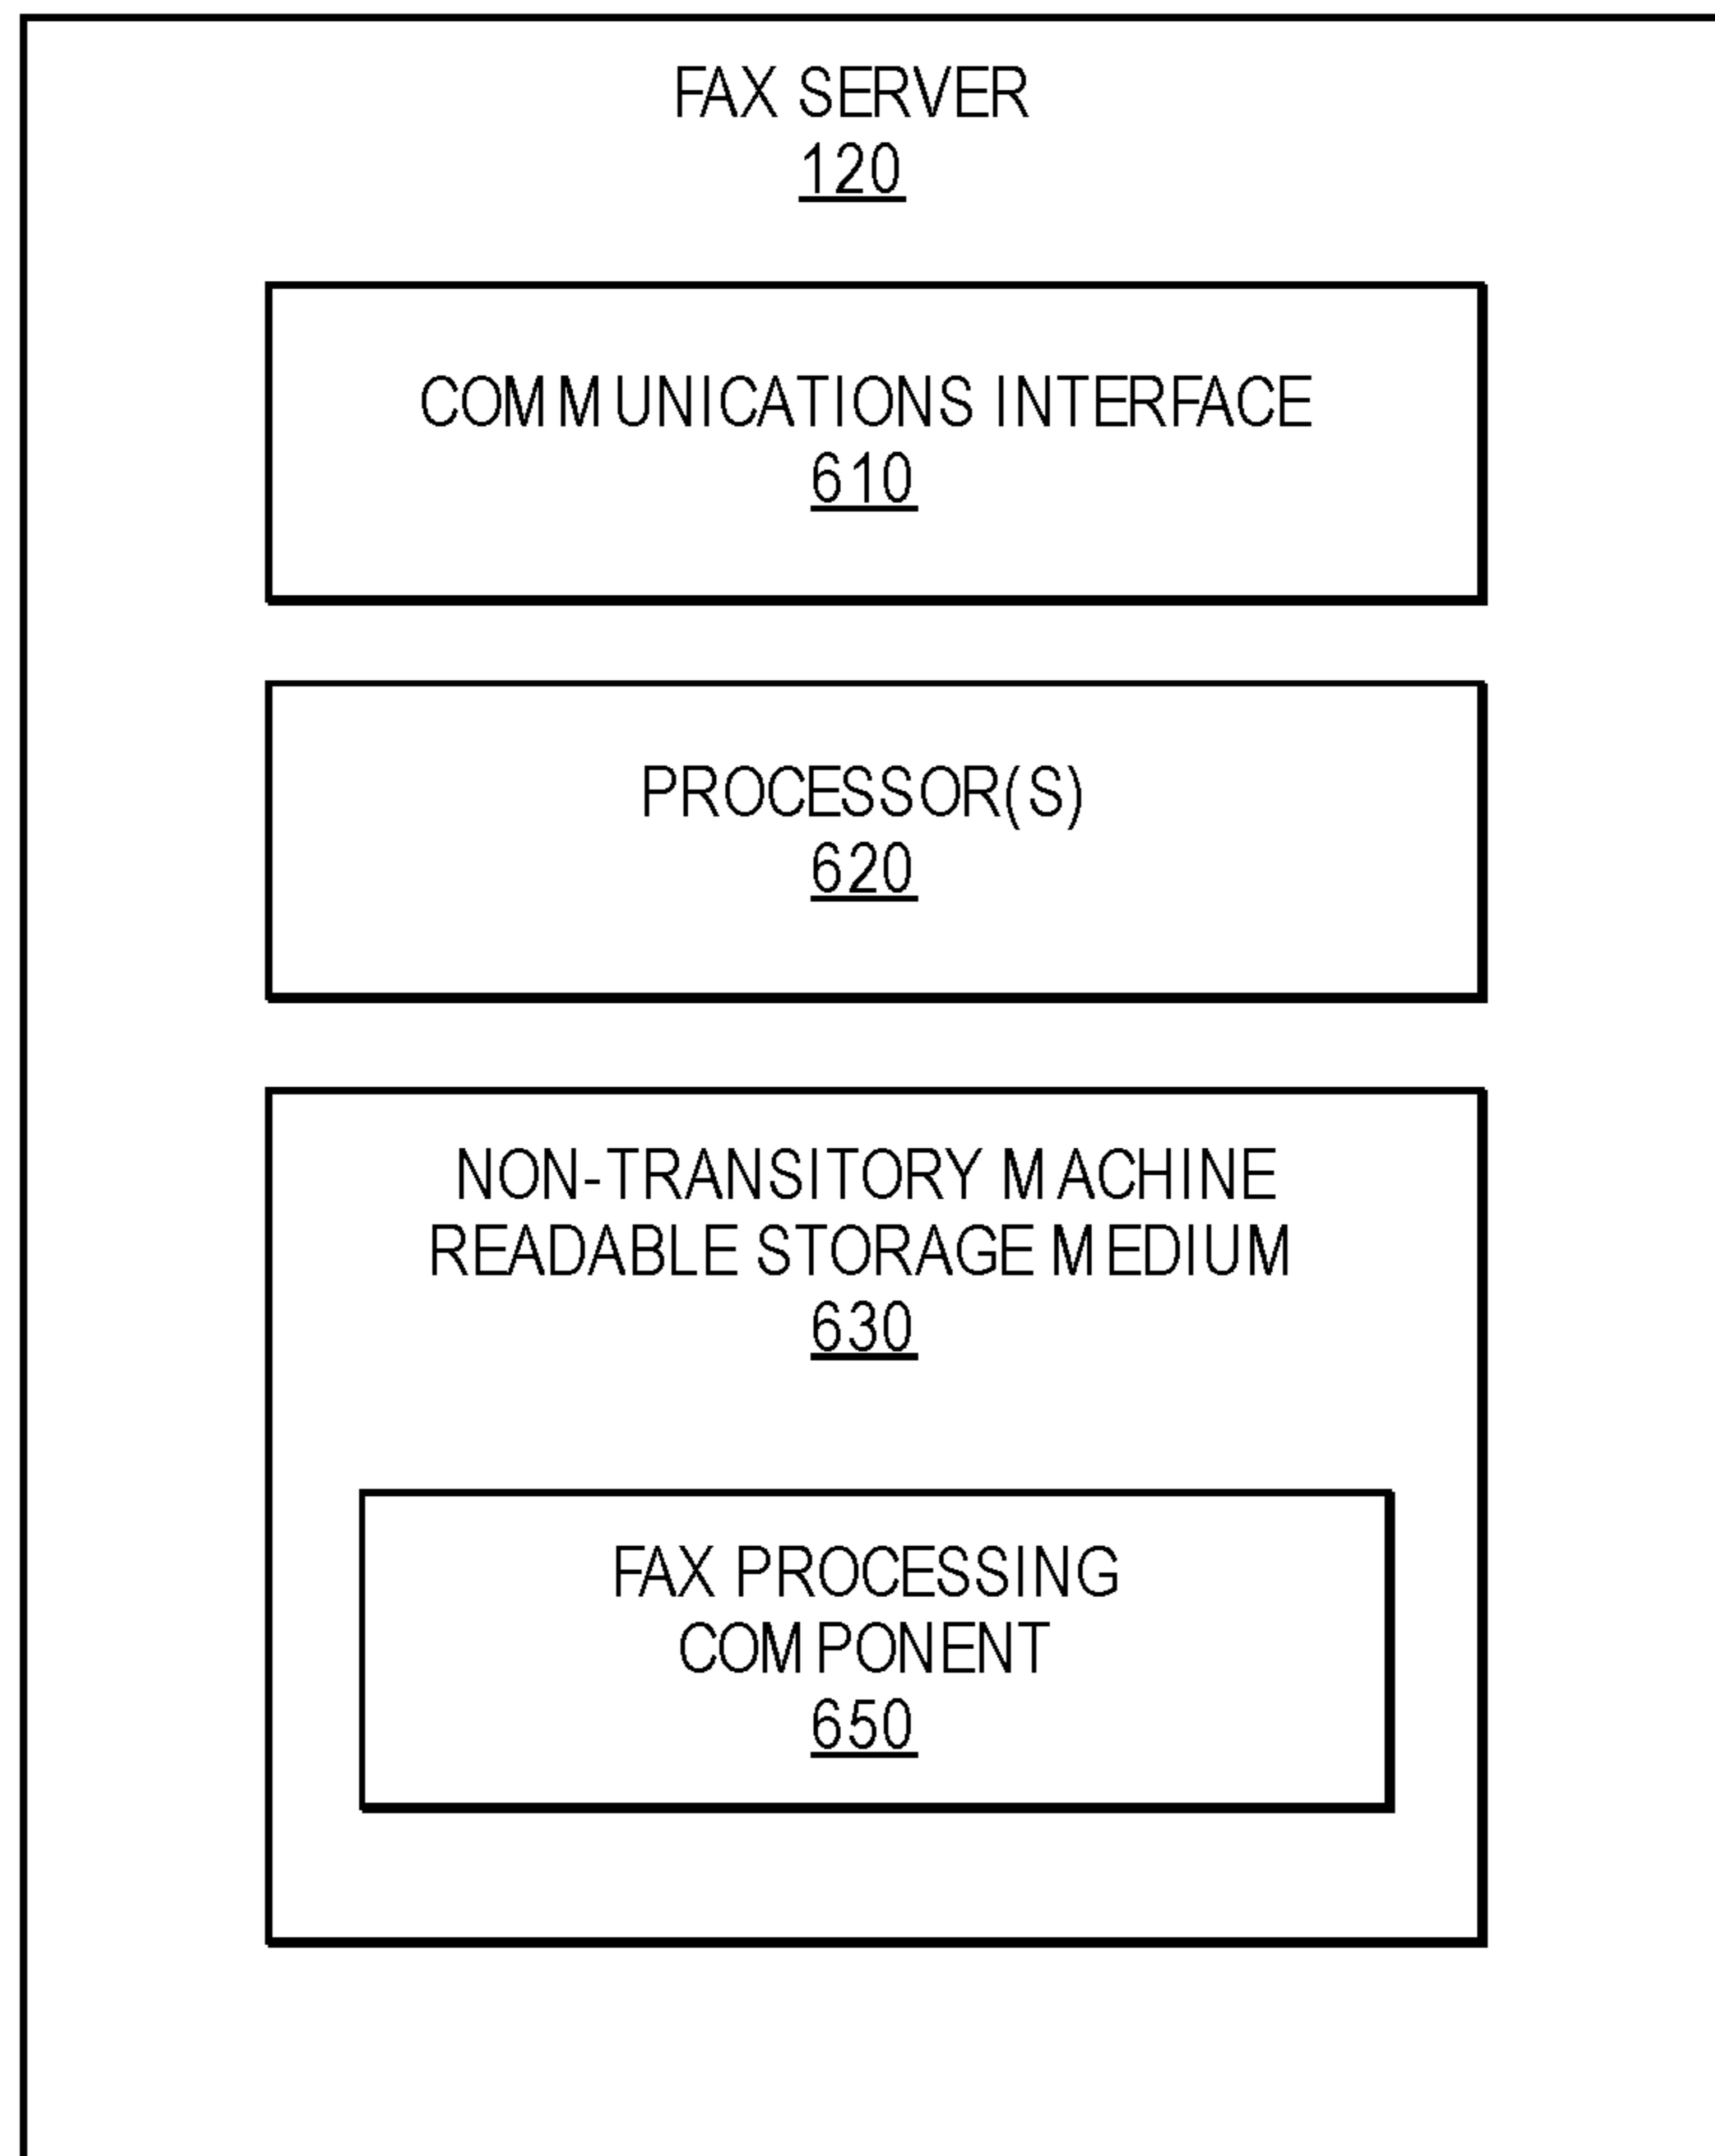 FAX SERVER
120
COMMUNICATIONS INTERFACE
610
PROCESSOR(S)
620
NON-TRANSITORY MACHINE
READABLE STORAGE MEDIUM
630
FAX PROCESSING
COMPONENT
650